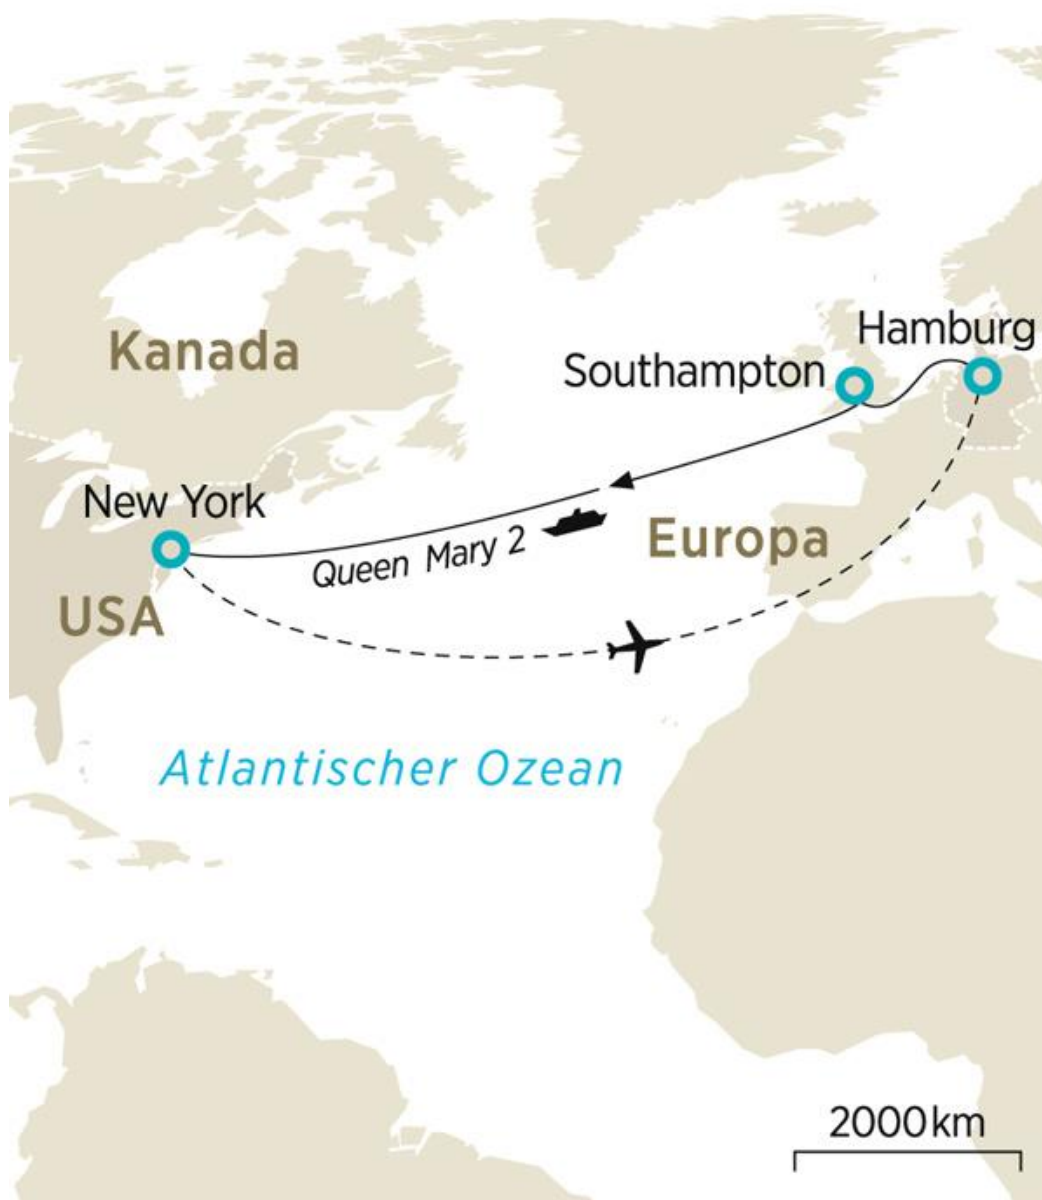 Hamburg
Southampton
Kanada
New York
Queen Mary 2
Europa
USA
Atlantischer Ozean
2000 km